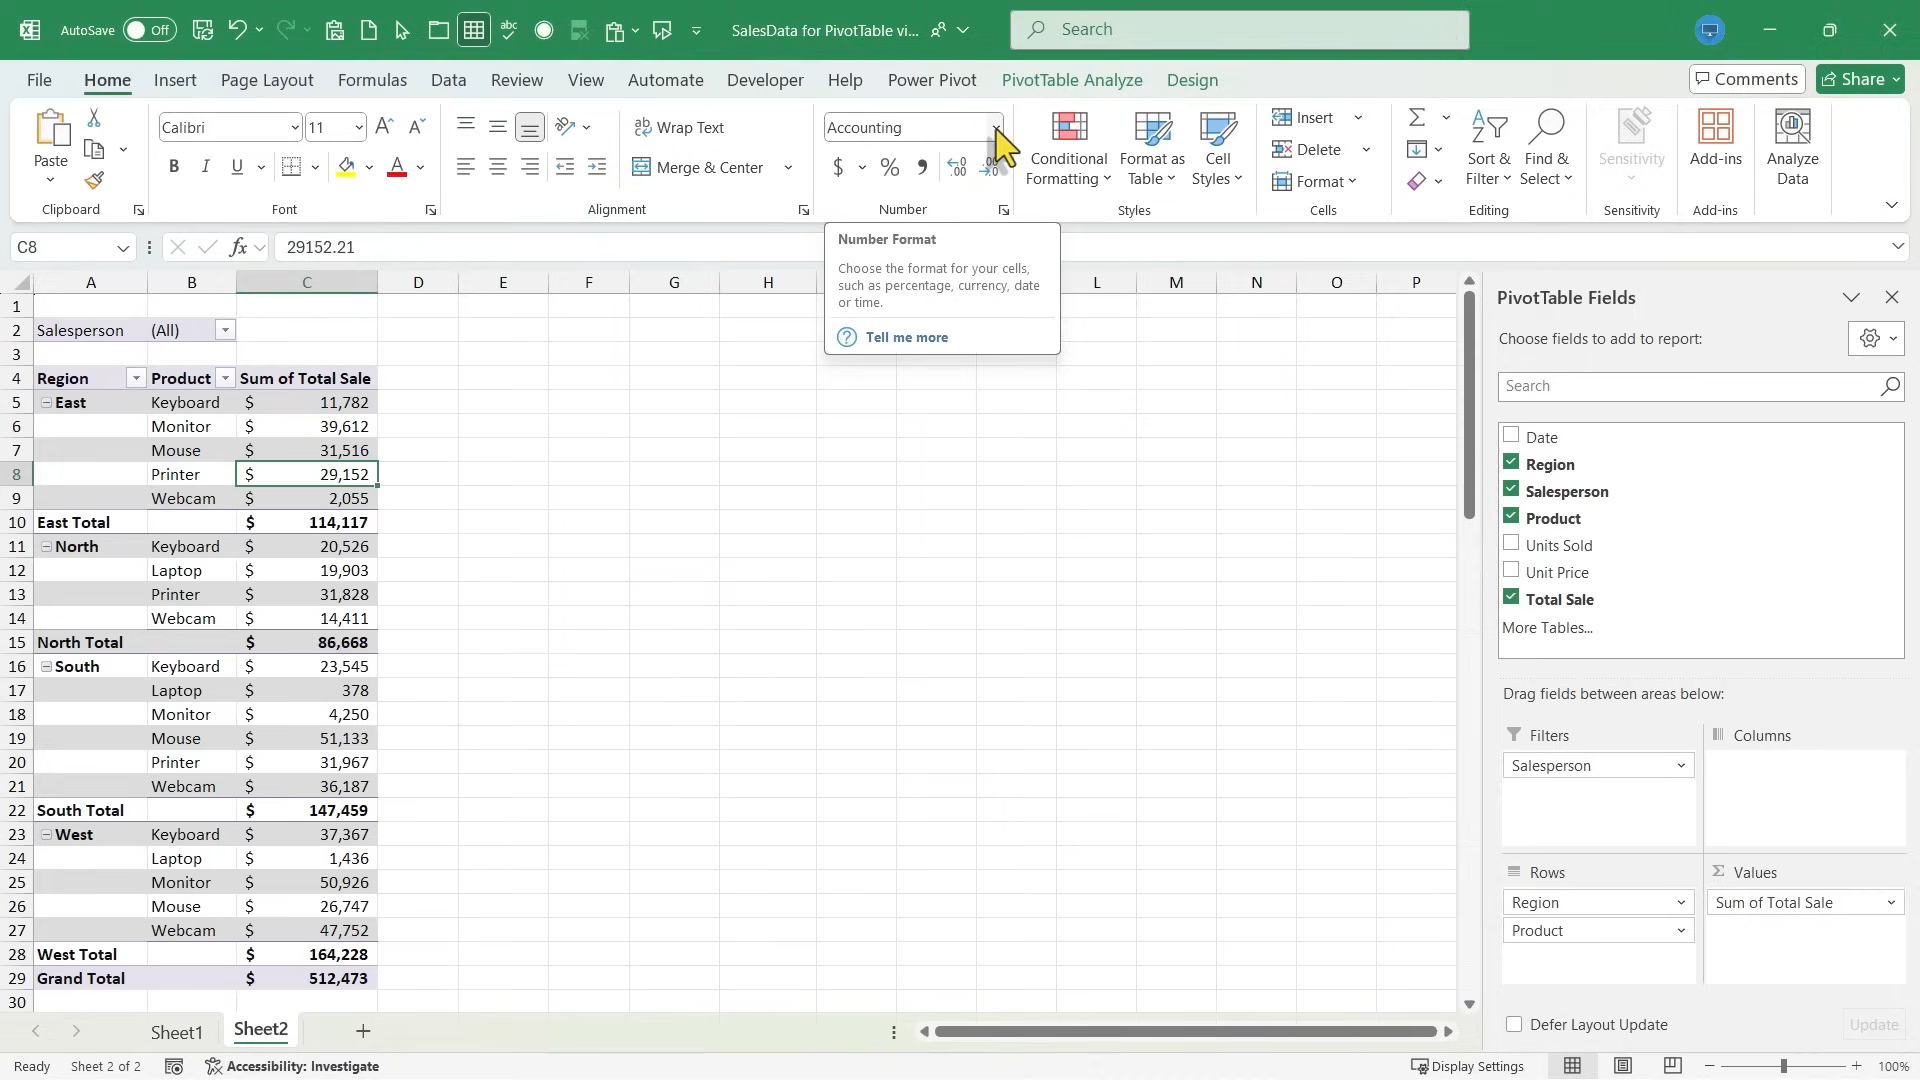 AutoSave Off SalesData for PivotTable vi... Search
File Home Insert Page Layout Formulas Data Review View Automate Developer Help Power Pivot PivotTable Analyze Design Comments Share
Calibri 11 Wrap Text Accounting Insert
Paste Merge & Center $ % Conditional Formatting Format as Table Cell Styles Delete Sort & Filter Find & Select Sensitivity Add-ins Analyze Data
B I U Format
Clipboard Font Alignment Number Styles Cells Editing Sensitivity Add-ins
C8 fx 29152.21
Number Format
Choose the format for your cells,
such as percentage, currency, date
or time.
Tell me more
A B C D E F G H L M N O P
1
2 Salesperson (All)
3
4 Region Product Sum of Total Sale
5 East Keyboard $ 11,782
6 Monitor $ 39,612
7 Mouse $ 31,516
8 Printer $ 29,152
9 Webcam $ 2,055
10 East Total $ 114,117
11 North Keyboard $ 20,526
12 Laptop $ 19,903
13 Printer $ 31,828
14 Webcam $ 14,411
15 North Total $ 86,668
16 South Keyboard $ 23,545
17 Laptop $ 378
18 Monitor $ 4,250
19 Mouse $ 51,133
20 Printer $ 31,967
21 Webcam $ 36,187
22 South Total $ 147,459
23 West Keyboard $ 37,367
24 Laptop $ 1,436
25 Monitor $ 50,926
26 Mouse $ 26,747
27 Webcam $ 47,752
28 West Total $ 164,228
29 Grand Total $ 512,473
30
PivotTable Fields
Choose fields to add to report:
Search
Date
Region
Salesperson
Product
Units Sold
Unit Price
Total Sale
More Tables...
Drag fields between areas below:
Filters Columns
Salesperson
Rows Values
Region Sum of Total Sale
Product
Defer Layout Update Update
Sheet1 Sheet2
Ready Sheet 2 of 2 Accessibility: Investigate Display Settings 100%